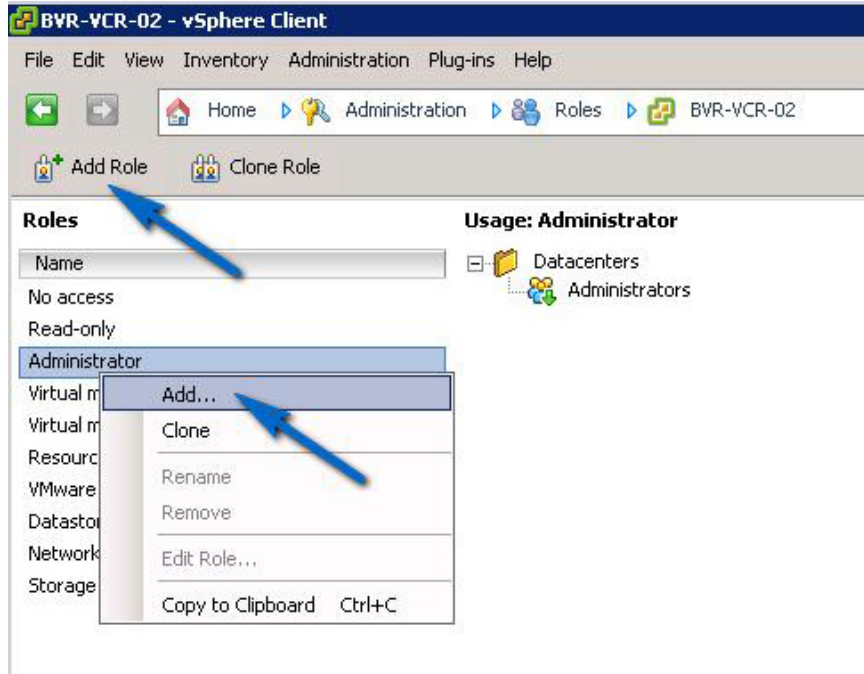 BVR-VCR-02 - vSphere Client
File Edit View Inventory Administration Plug-ins Help
Home Administration Roles BVR-VCR-02
Add Role Clone Role
Roles
Usage: Administrator
Name
Datacenters
Administrators
No access
Read-only
Administrator
Virtual m
Virtual m
Resourc
VMware
Datasto
Network
Storage
Add...
Clone
Rename
Remove
Edit Role...
Copy to Clipboard Ctrl+C